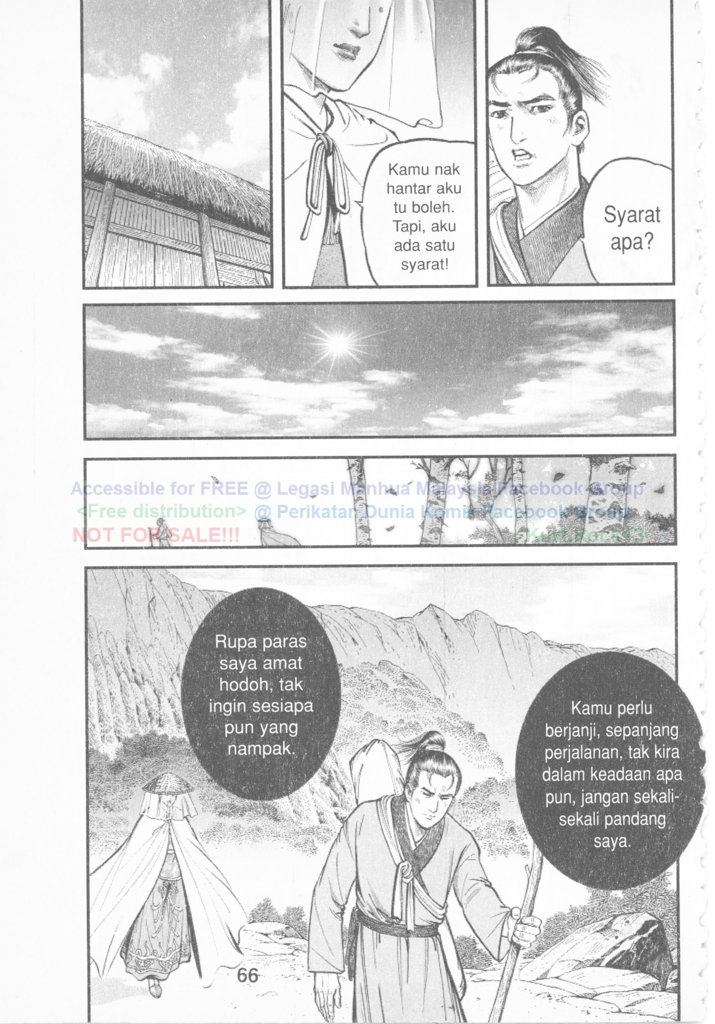 Kamu nak
hantar aku
tu boleh.
Tapi, aku
ada satu
syarat!
Syarat
apa?
Accessible for FREE @ Legasi Manhua Malaysia Facebook Group
<Free distribution> @ Perikatan Dunia Komik Facebook Group
NOT FOR SALE!!!
Rupa paras
saya amat
hodoh, tak
ingin sesiapa
pun yang
nampak.
Kamu perlu
berjanji, sepanjang
perjalanan, tak kira
dalam keadaan apa
pun, jangan sekali-
sekali pandang
saya.
66